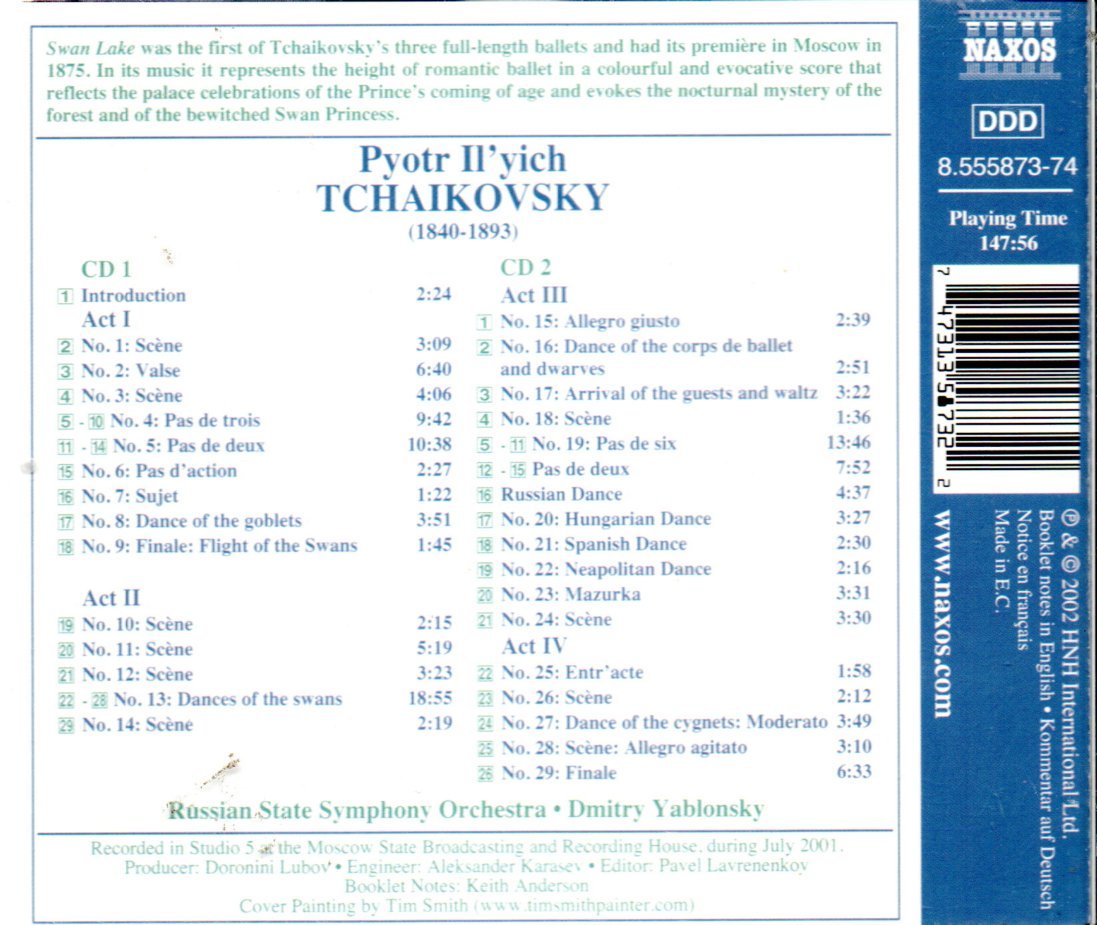 Swan Lake was the first of Tchaikovsky's three full-length ballets and had its première in Moscow in
1875. In its music it represents the height of romantic ballet in a colourful and evocative score that
reflects the palace celebrations of the Prince's coming of age and evokes the nocturnal mystery of the
forest and of the bewitched Swan Princess.
Pyotr Il'yich
TCHAIKOVSKY
(1840-1893)
CD 1
1 Introduction 2:24
Act I
2 No. 1: Scène 3:09
3 No. 2: Valse 6:40
4 No. 3: Scène 4:06
5 - 10 No. 4: Pas de trois 9:42
11 - 14 No. 5: Pas de deux 10:38
15 No. 6: Pas d'action 2:27
16 No. 7: Sujet 1:22
17 No. 8: Dance of the goblets 3:51
18 No. 9: Finale: Flight of the Swans 1:45
Act II
19 No. 10: Scène 2:15
20 No. 11: Scène 5:19
21 No. 12: Scène 3:23
22 - 28 No. 13: Dances of the swans 18:55
29 No. 14: Scène 2:19
CD 2
Act III
1 No. 15: Allegro giusto 2:39
2 No. 16: Dance of the corps de ballet
and dwarves 2:51
3 No. 17: Arrival of the guests and waltz 3:22
4 No. 18: Scène 1:36
5 - 11 No. 19: Pas de six 13:46
12 - 15 Pas de deux 7:52
16 Russian Dance 4:37
17 No. 20: Hungarian Dance 3:27
18 No. 21: Spanish Dance 2:30
19 No. 22: Neapolitan Dance 2:16
20 No. 23: Mazurka 3:31
21 No. 24: Scène 3:30
Act IV
22 No. 25: Entr'acte 1:58
23 No. 26: Scène 2:12
24 No. 27: Dance of the cygnets: Moderato 3:49
25 No. 28: Scène: Allegro agitato 3:10
26 No. 29: Finale 6:33
Russian State Symphony Orchestra • Dmitry Yablonsky
Recorded in Studio 5 at the Moscow State Broadcasting and Recording House, during July 2001.
Producer: Doronini Lubov • Engineer: Aleksander Karasev • Editor: Pavel Lavrenenkov
Booklet Notes: Keith Anderson
Cover Painting by Tim Smith (www.timsmithpainter.com)
NAXOS
DDD
8.555873-74
Playing Time
147:56
7 47313 58732 2
℗ & © 2002 HNH International Ltd.
Booklet notes in English • Kommentar auf Deutsch
Notice en français
Made in E.C.
www.naxos.com